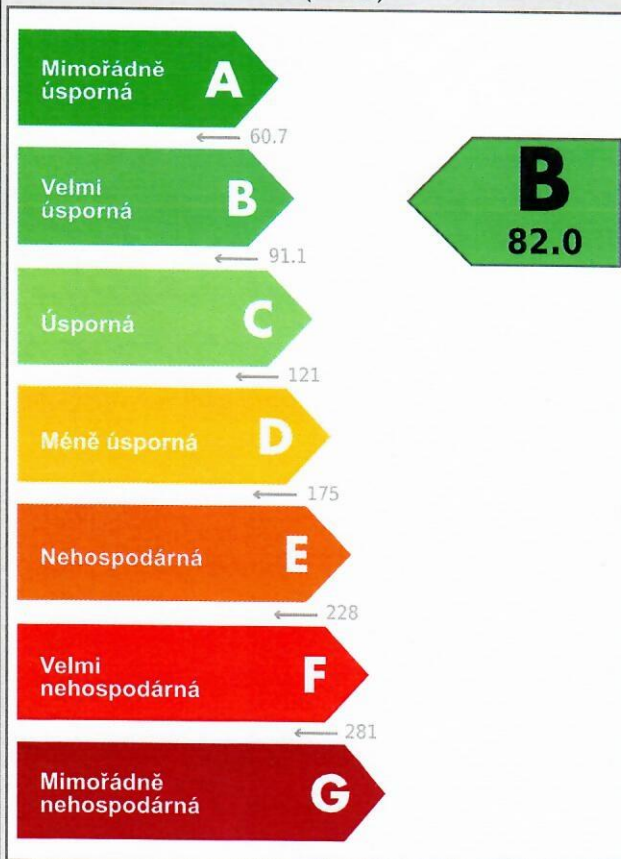 Mimořádně
úsporná
A
60.7
Velmi
úsporná
B
91.1
B
82.0
Úsporná
C
121
Méně úsporná
D
175
Nehospodárná
E
228
Velmi
nehospodárná
F
281
Mimořádně
nehospodárná
G